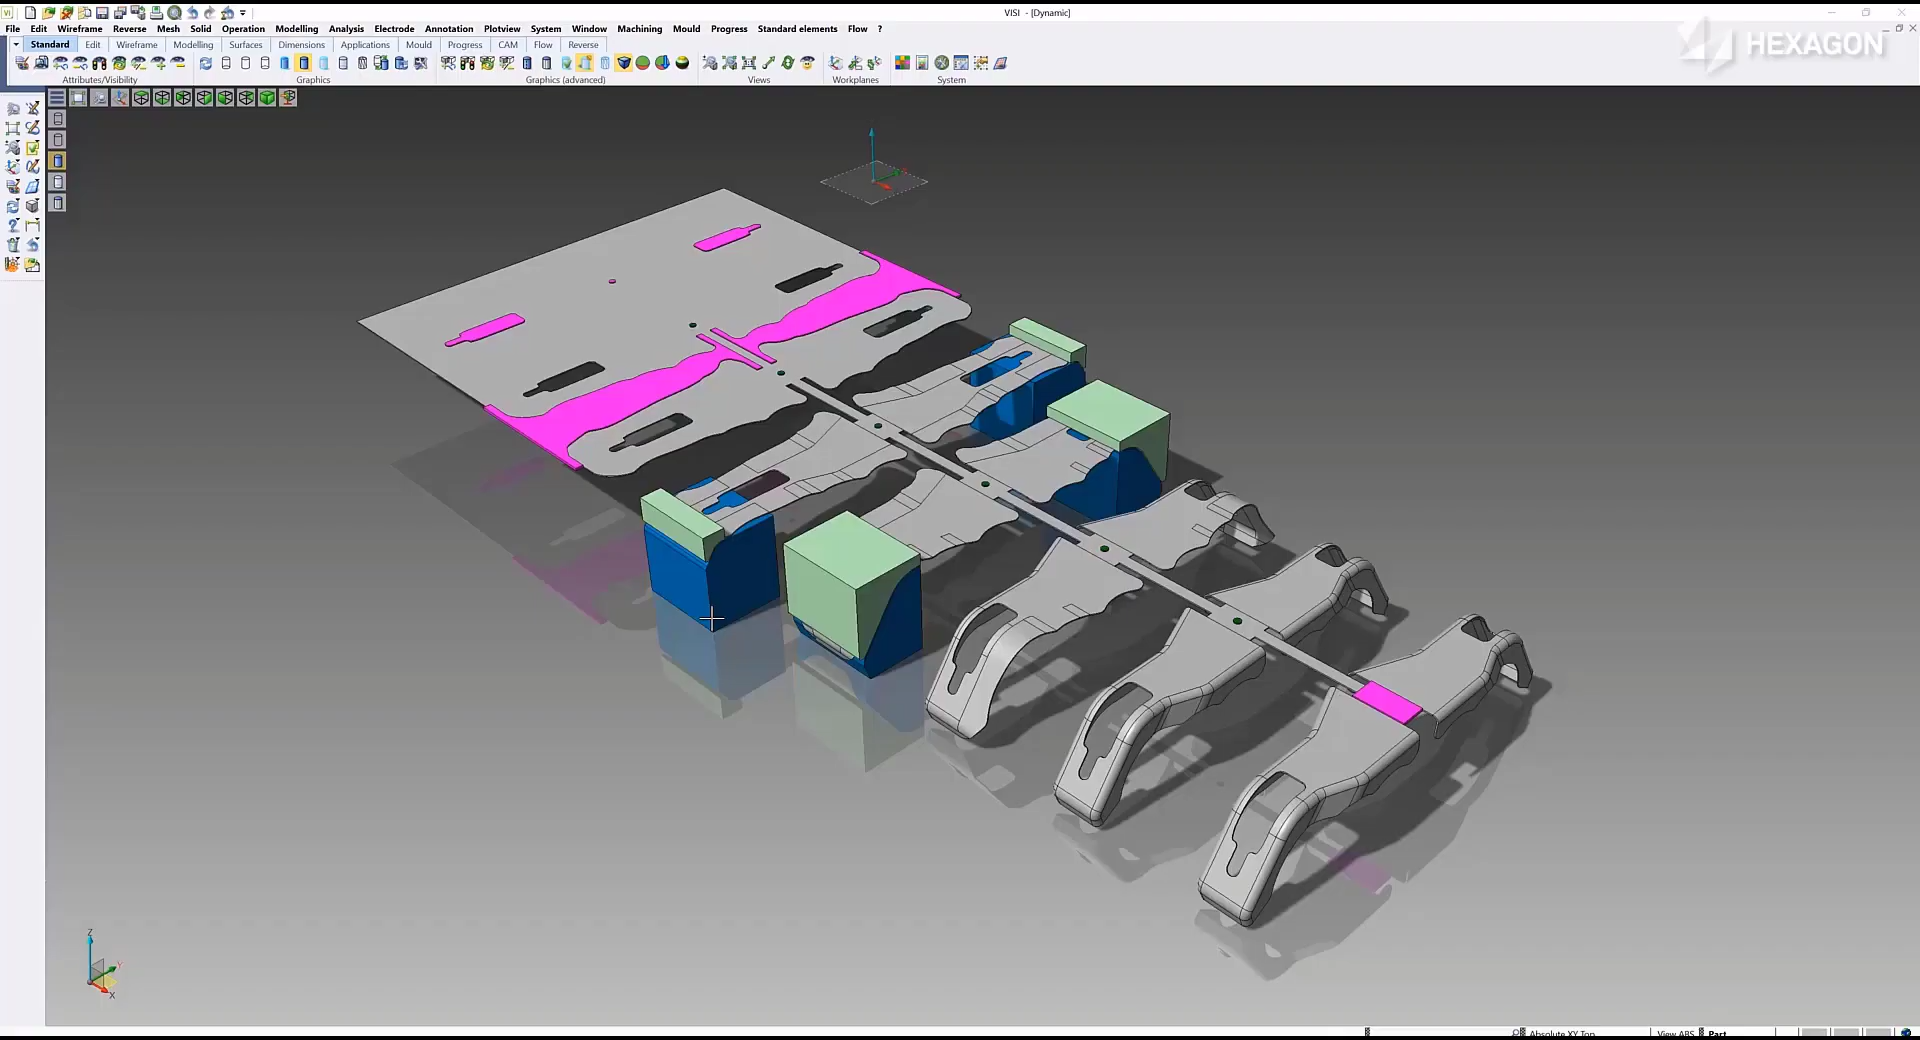 VISI - [Dynamic]
File Edit Wireframe Reverse Mesh Solid Operation Modelling Analysis Electrode Annotation Plotview System Window Machining Mould Progress Standard elements Flow ?
HEXAGON
Standard Edit Wireframe Modelling Surfaces Dimensions Applications Mould Progress CAM Flow Reverse
Attributes/Visibility Graphics Graphics (advanced) Views Workplanes System
Z
Y
X
Absolute XY Top View ABS Part